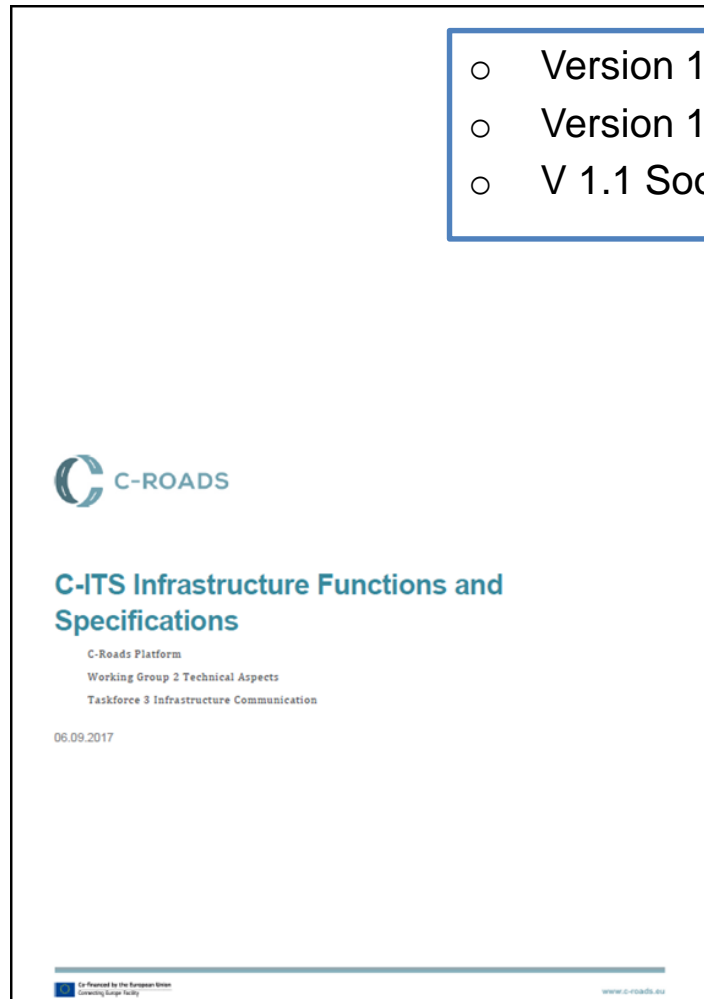 o Version 1
o Version 1
o V 1.1 Soo
C-ROADS
C-ITS Infrastructure Functions and
Specifications
C-Roads Platform
Working Group 2 Technical Aspects
Taskforce 3 Infrastructure Communication
06.09.2017
Co-financed by the European Union
Connecting Europe Facility
www.c-roads.eu